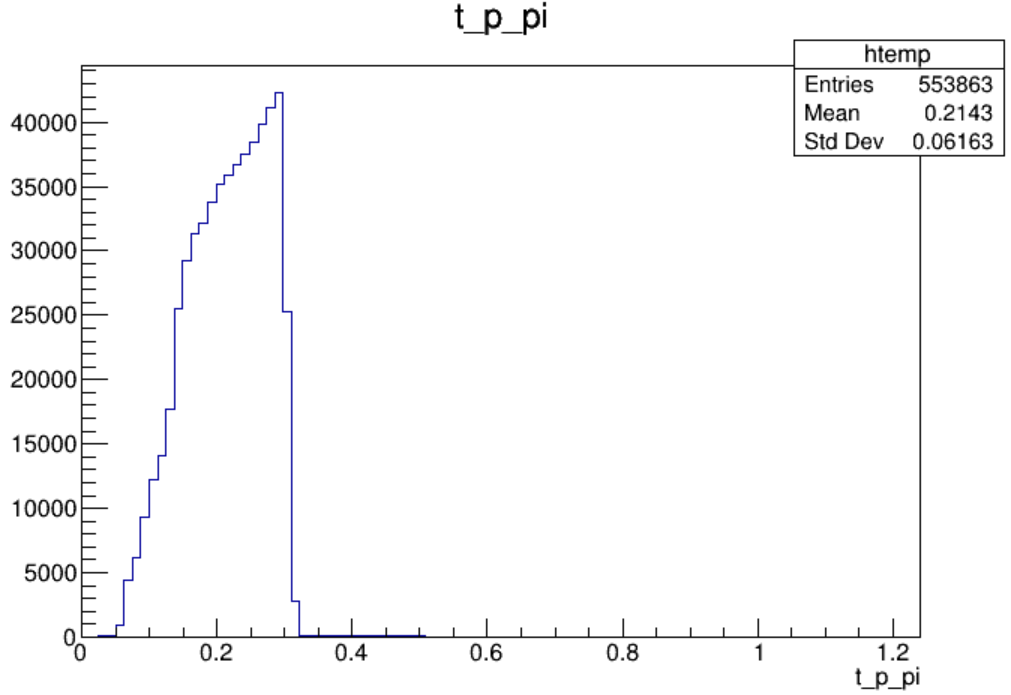 t_p_pi
htemp
Entries 553863
Mean 0.2143
Std Dev 0.06163
40000
35000
30000
25000
20000
15000
10000
5000
0
0 0.2 0.4 0.6 0.8 1 1.2
t_p_pi